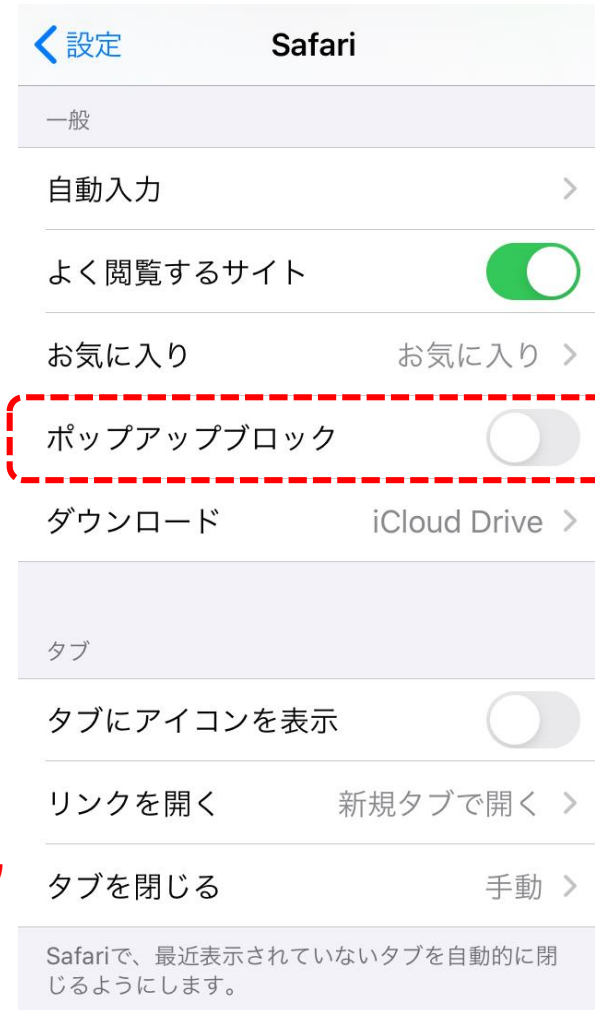 設定 Safari
一般
自動入力
よく閲覧するサイト
お気に入り お気に入り
ポップアップブロック
ダウンロード iCloud Drive
タブ
タブにアイコンを表示
リンクを開く 新規タブで開く
タブを閉じる 手動
Safariで、最近表示されていないタブを自動的に閉
じるようにします。